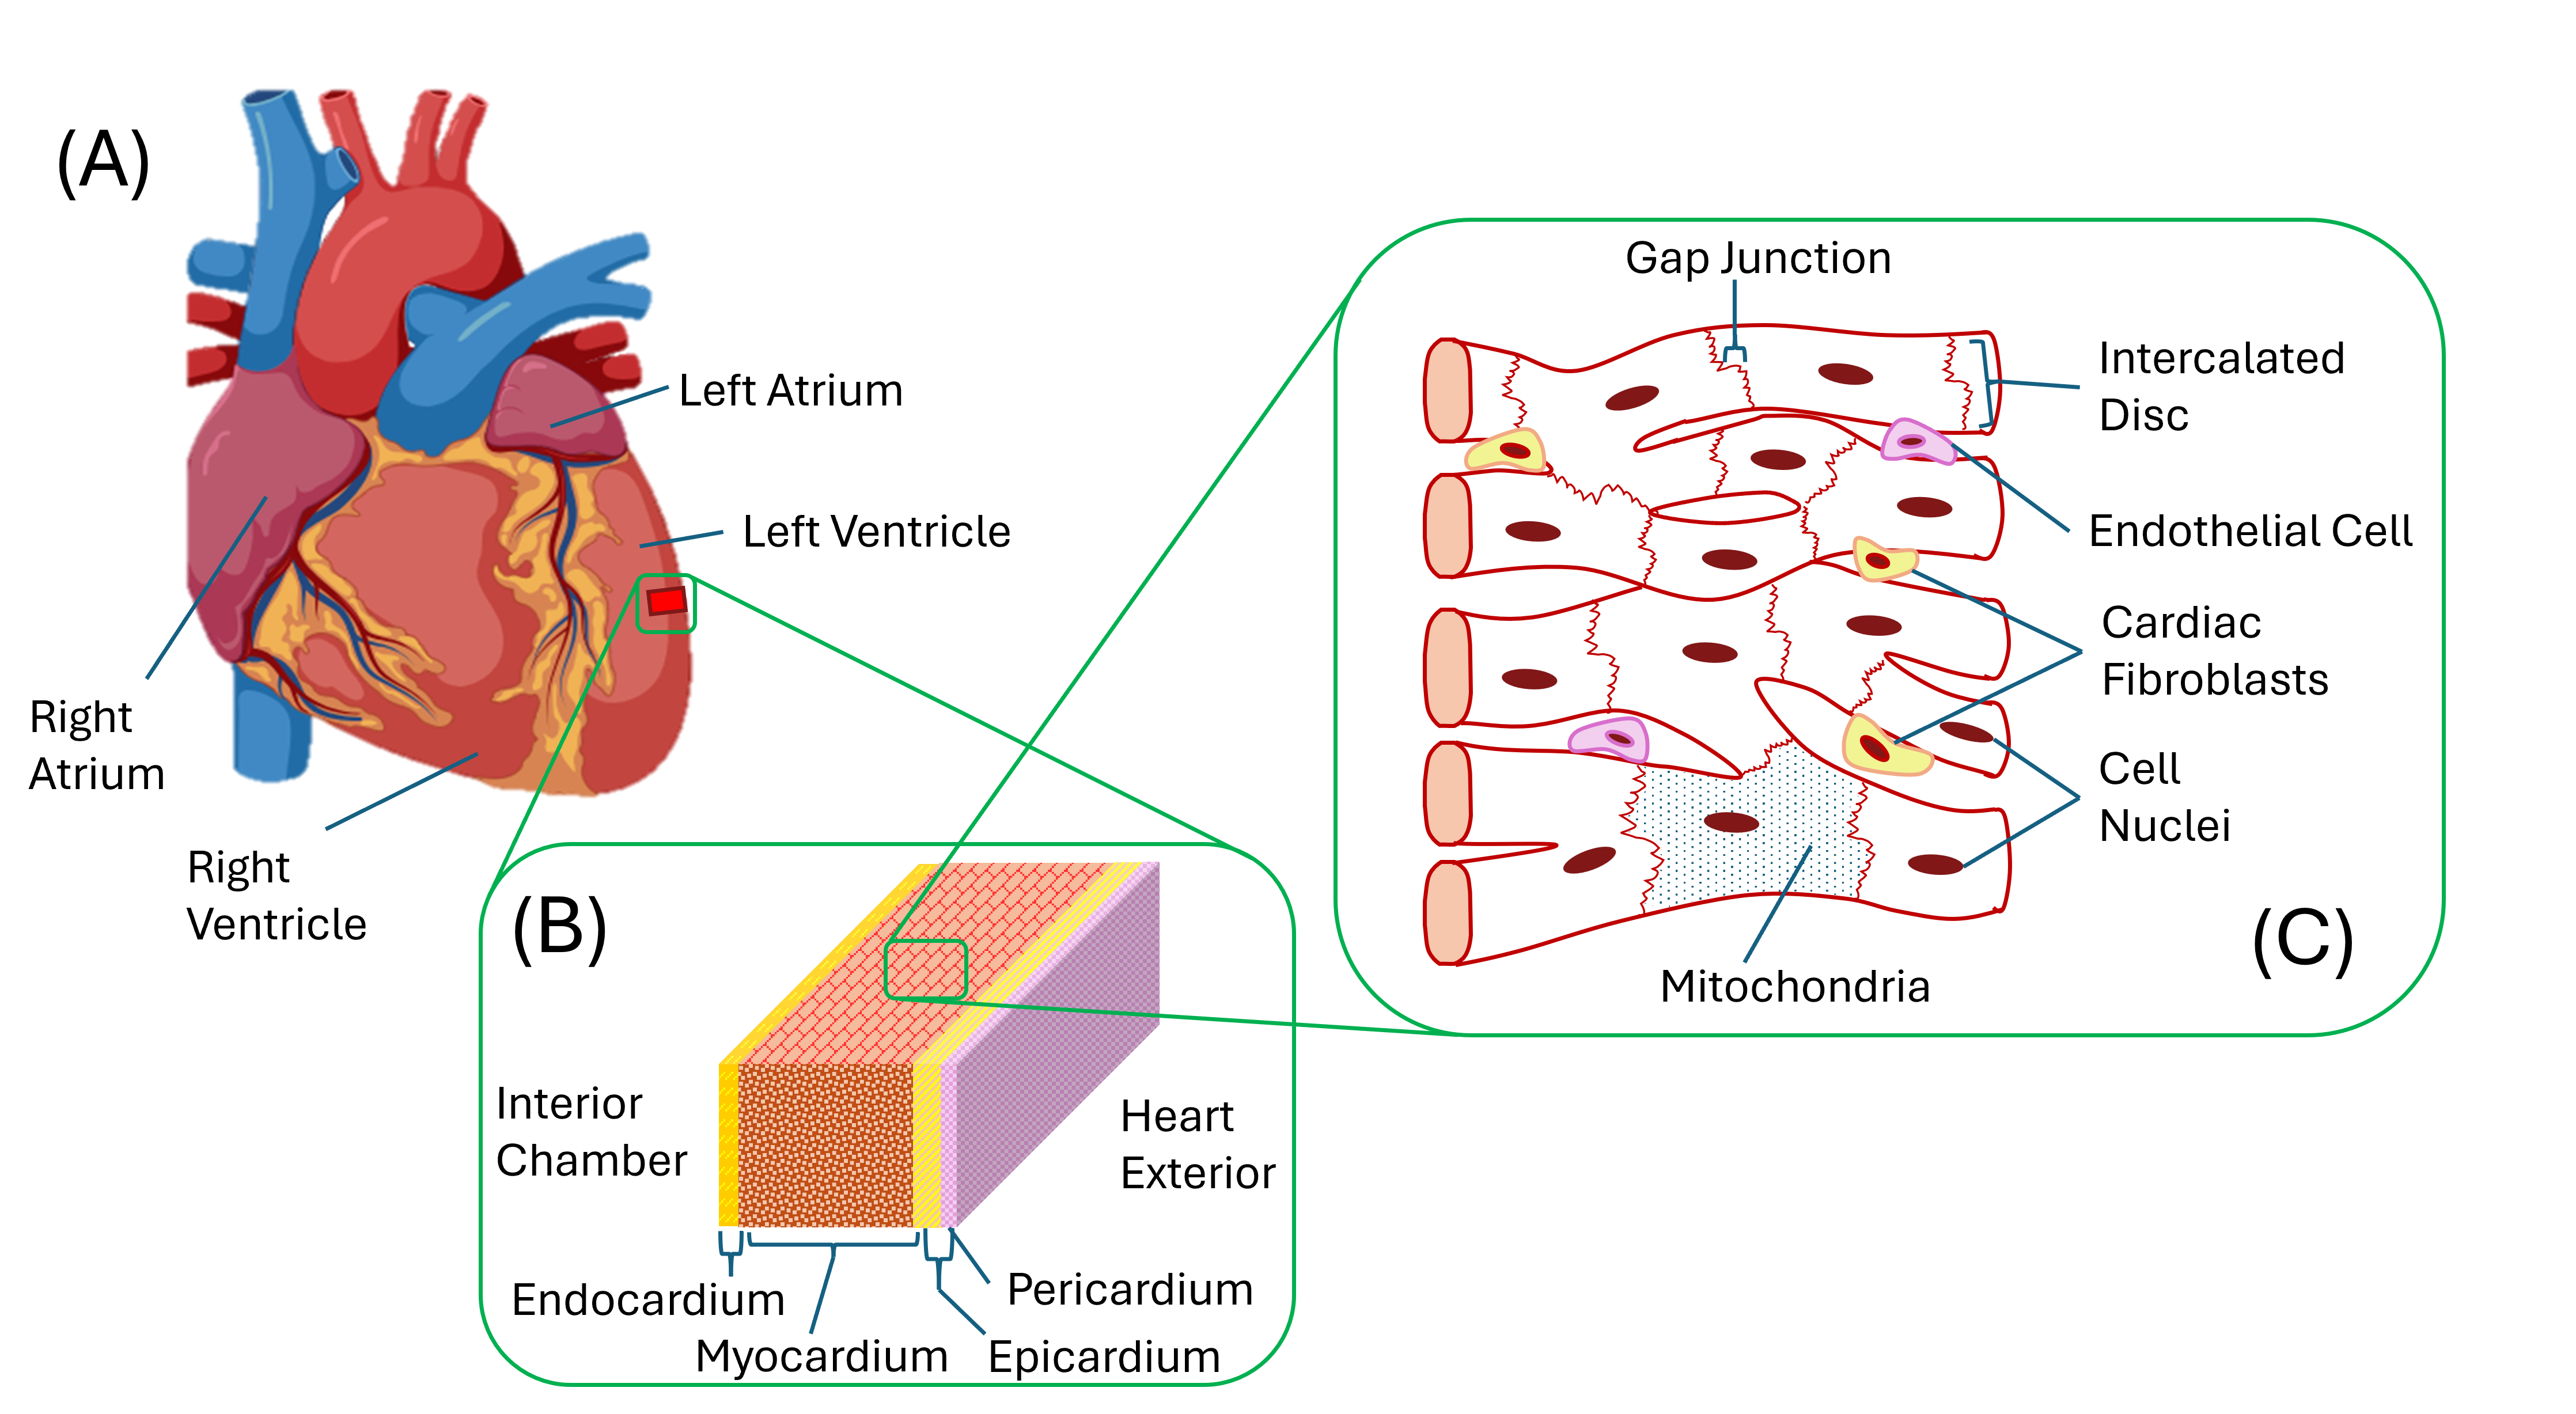 (A)
Left Atrium
Left Ventricle
Right
Atrium
Right
Ventricle
(B)
Interior
Chamber
Heart
Exterior
Endocardium
Myocardium
Pericardium
Epicardium
Gap Junction
Intercalated
Disc
Endothelial Cell
Cardiac
Fibroblasts
Cell
Nuclei
Mitochondria
(C)